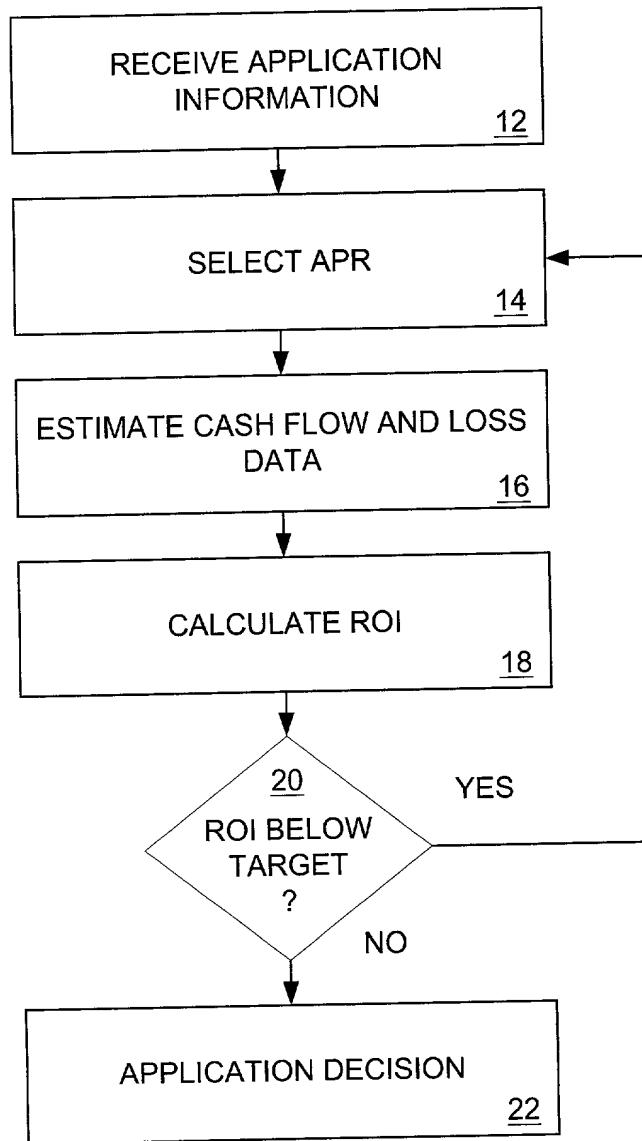 RECEIVE APPLICATION
INFORMATION
12
SELECT APR
14
ESTIMATE CASH FLOW AND LOSS
DATA
16
CALCULATE ROI
18
20
YES
ROI BELOW
TARGET
?
NO
APPLICATION DECISION
22